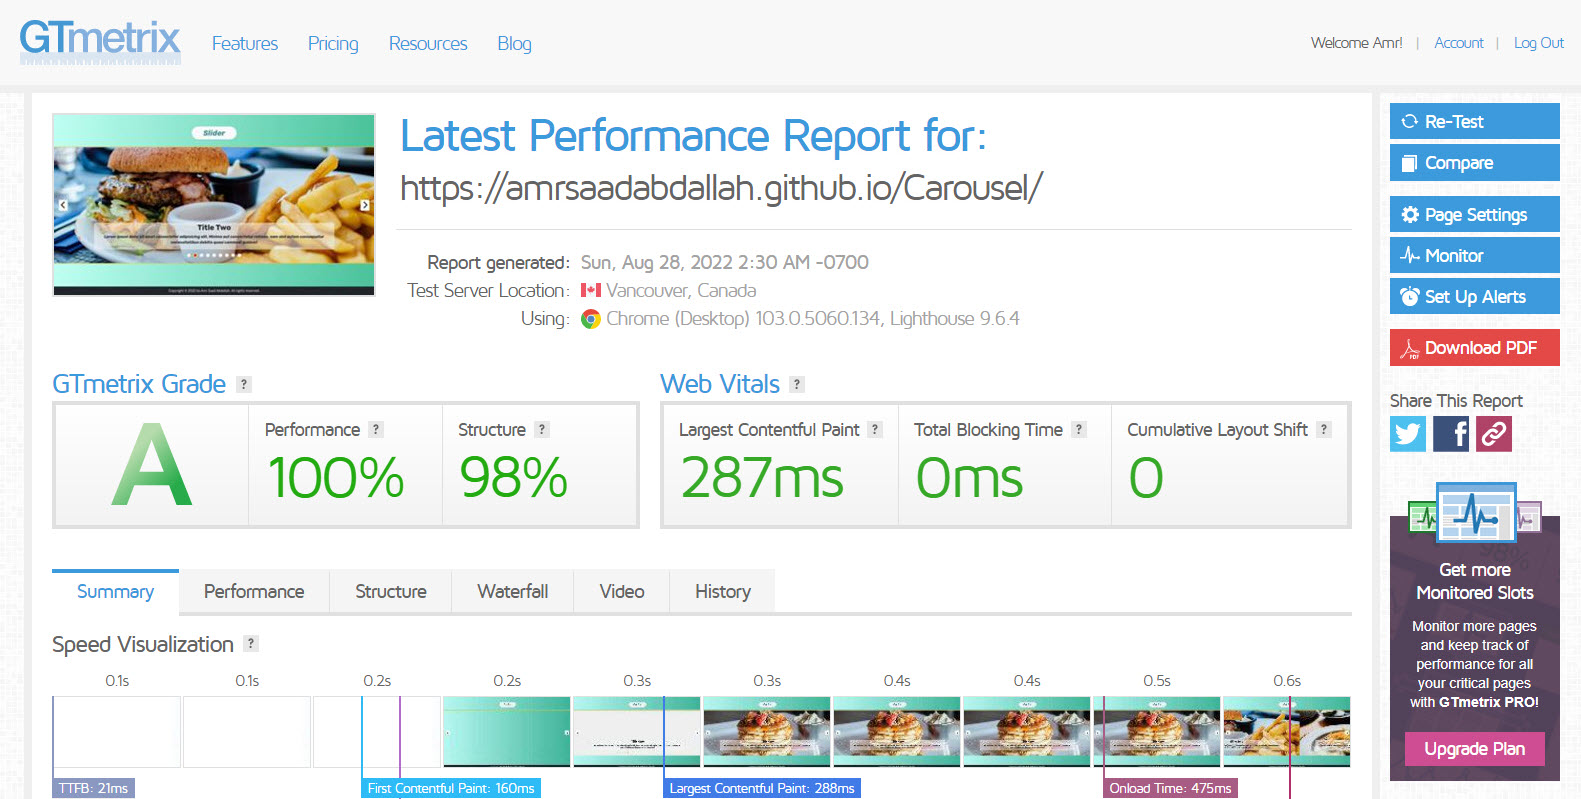 GTmetrix
Features Pricing Resources Blog
Welcome Amr! | Account | Log Out
Slider
Title Two
Latest Performance Report for:
https://amrsaadabdallah.github.io/Carousel/
Report generated: Sun, Aug 28, 2022 2:30 AM -0700
Test Server Location: Vancouver, Canada
Using: Chrome (Desktop) 103.0.5060.134, Lighthouse 9.6.4
Re-Test
Compare
Page Settings
Monitor
Set Up Alerts
PDF Download PDF
Share This Report
GTmetrix Grade ?
A
Performance ?
100%
Structure ?
98%
Web Vitals ?
Largest Contentful Paint ?
287ms
Total Blocking Time ?
0ms
Cumulative Layout Shift ?
0
Summary Performance Structure Waterfall Video History
Speed Visualization ?
0.1s 0.1s 0.2s 0.2s 0.3s 0.3s 0.4s 0.4s 0.5s 0.6s
TTFB: 21ms
First Contentful Paint: 160ms
Largest Contentful Paint: 288ms
Onload Time: 475ms
98%
Get more
Monitored Slots
Monitor more pages
and keep track of
performance for all
your critical pages
with GTmetrix PRO!
Upgrade Plan